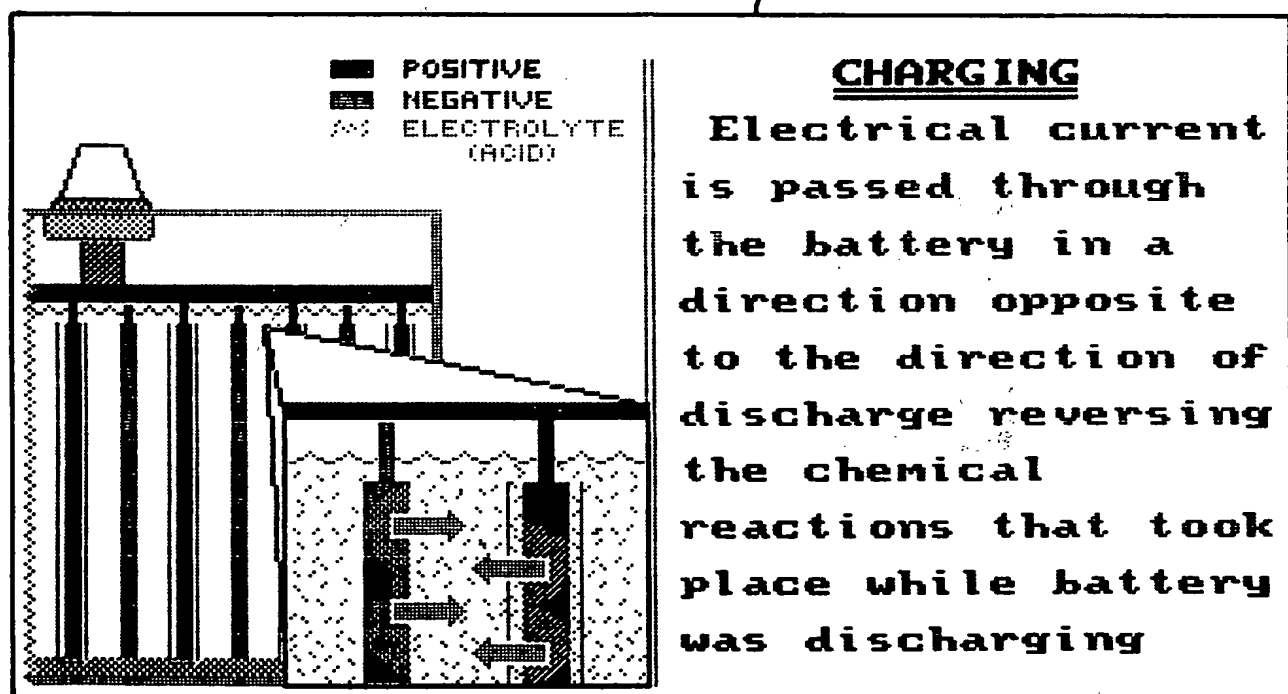 POSITIVE
NEGATIVE
ELECTROLYTE
(ACID)
CHARGING
Electrical current
is passed through
the battery in a
direction opposite
to the direction of
discharge reversing
the chemical
reactions that took
place while battery
was discharging